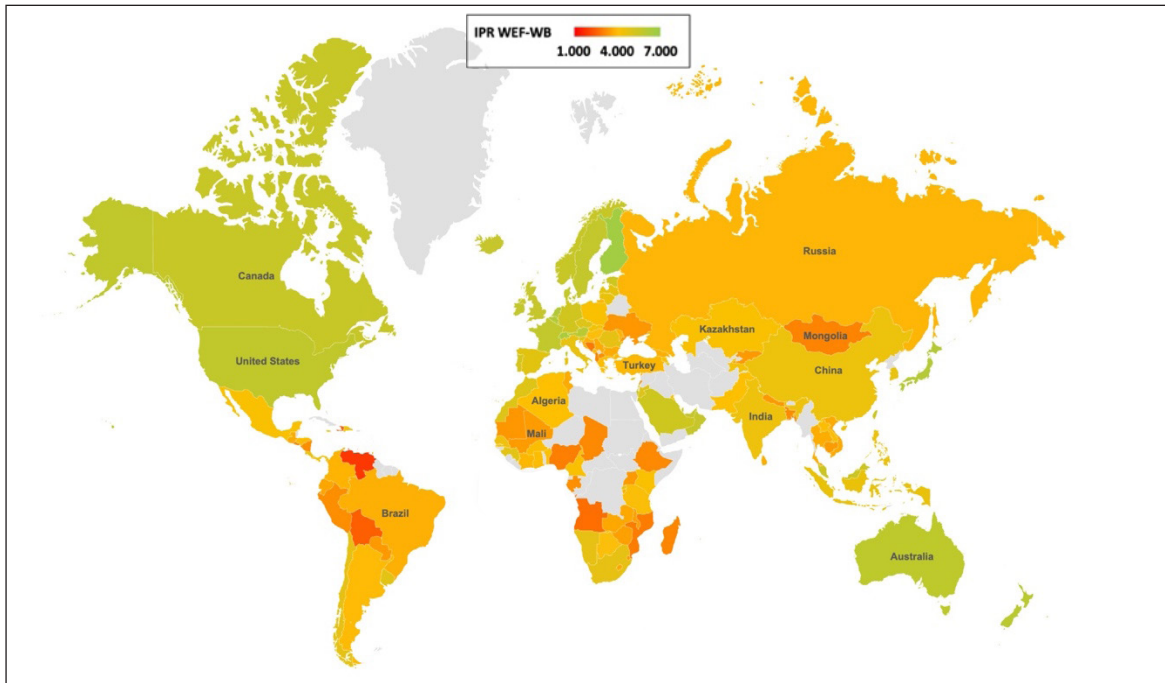 IPR WEF-WB
1.000 4.000 7.000
Canada
Russia
United States
Kazakhstan
Mongolia
Turkey
China
Algeria
India
Mali
Brazil
Australia